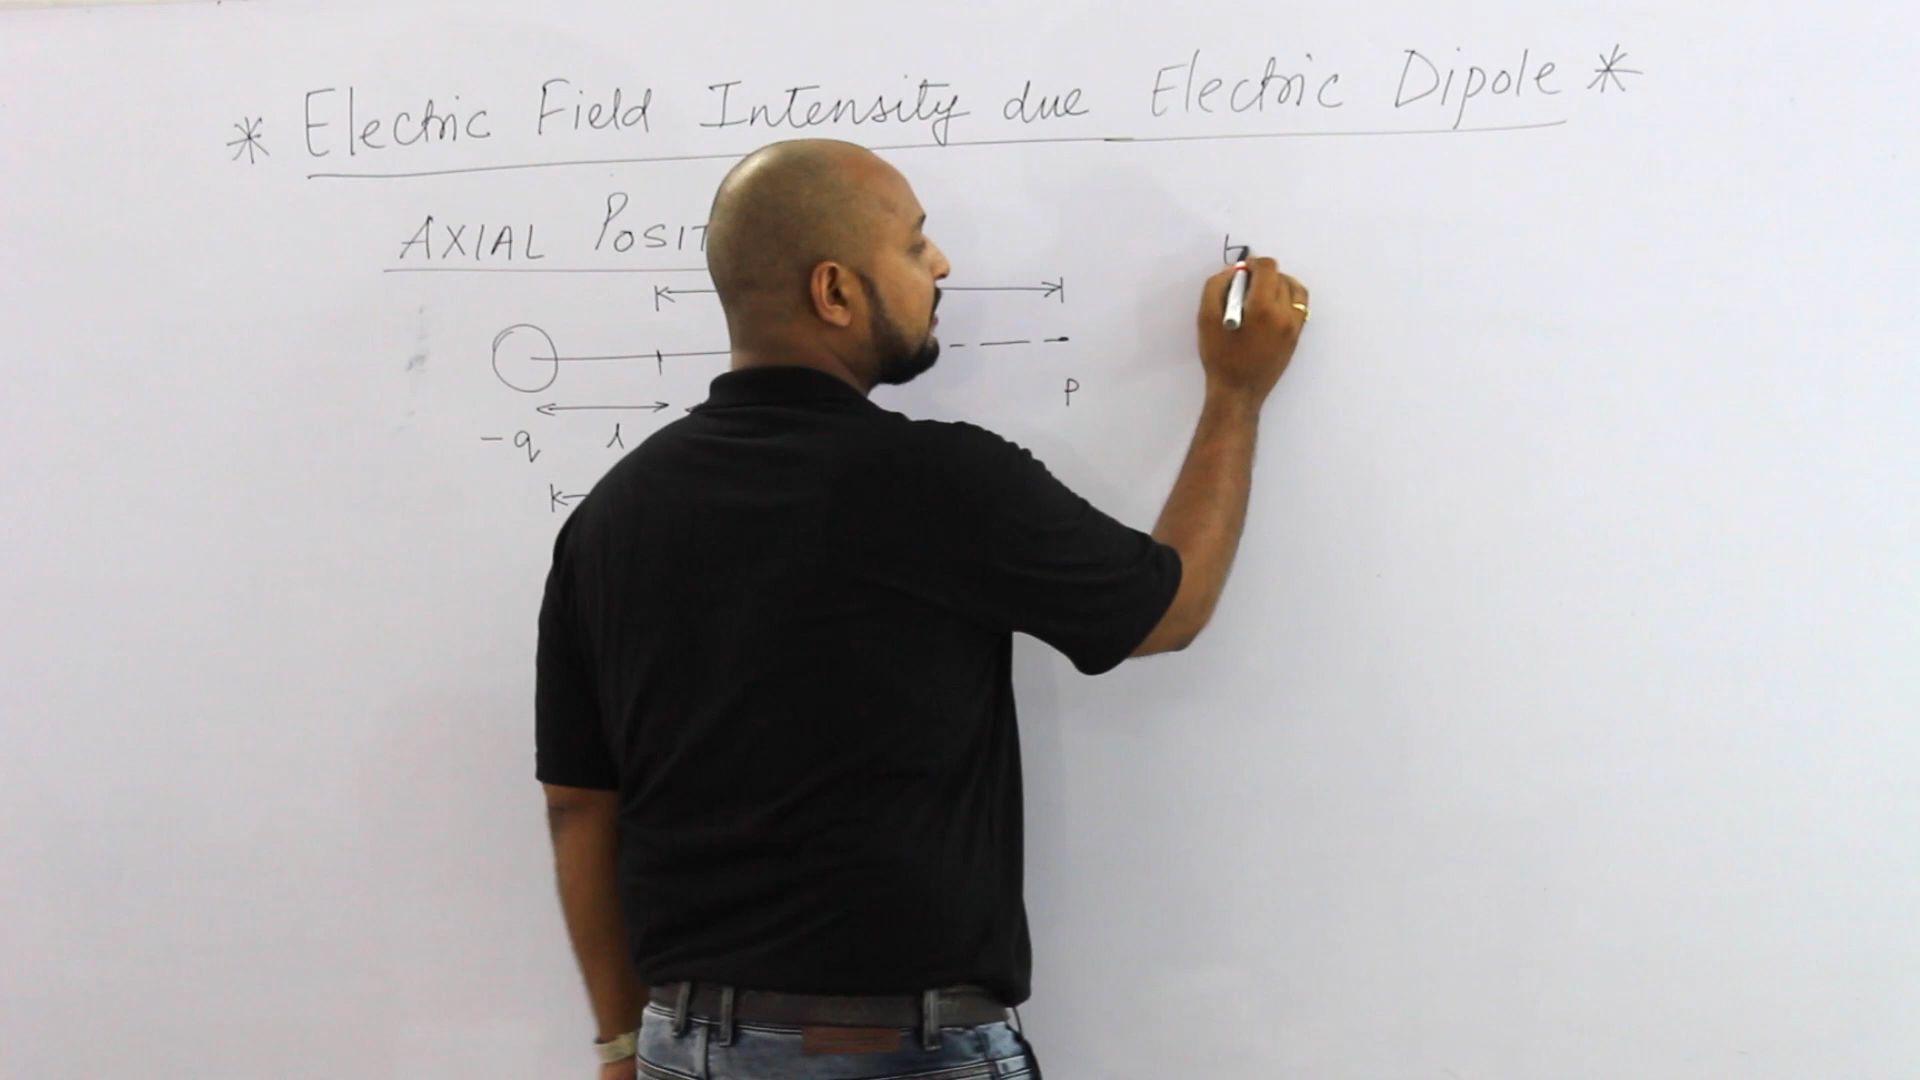 * Electric Field Intensity due Electric Dipole *
AXIAL POSIT
P
-q l